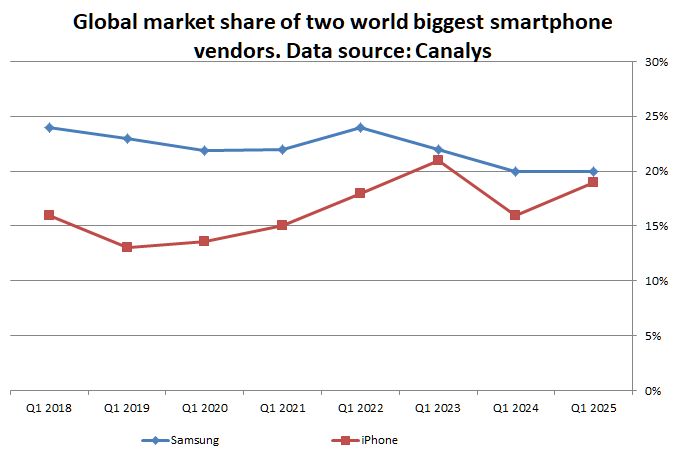 Global market share of two world biggest smartphone
vendors. Data source: Canalys
30%
25%
20%
15%
10%
5%
0%
Q1 2018 Q1 2019 Q1 2020 Q1 2021 Q1 2022 Q1 2023 Q1 2024 Q1 2025
Samsung iPhone